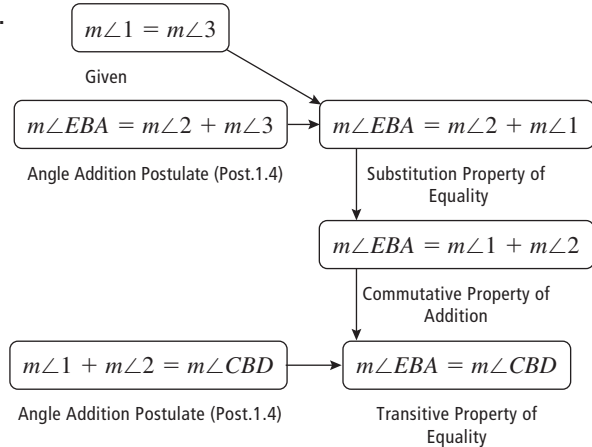 m∠1 = m∠3
Given
m∠EBA = m∠2 + m∠3
Angle Addition Postulate (Post.1.4)
m∠EBA = m∠2 + m∠1
Substitution Property of
Equality
m∠EBA = m∠1 + m∠2
Commutative Property of
Addition
m∠1 + m∠2 = m∠CBD
Angle Addition Postulate (Post.1.4)
m∠EBA = m∠CBD
Transitive Property of
Equality